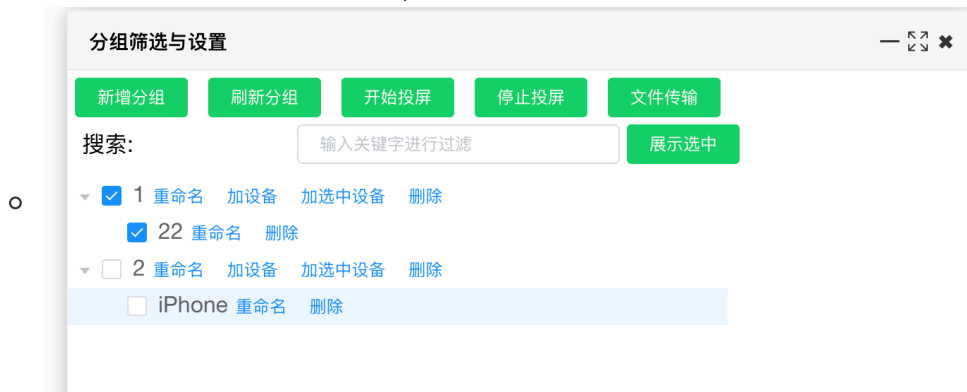 分组筛选与设置
新增分组 刷新分组 开始投屏 停止投屏 文件传输
搜索: 输入关键字进行过滤 展示选中
1 重命名 加设备 加选中设备 删除
22 重命名 删除
2 重命名 加设备 加选中设备 删除
iPhone 重命名 删除